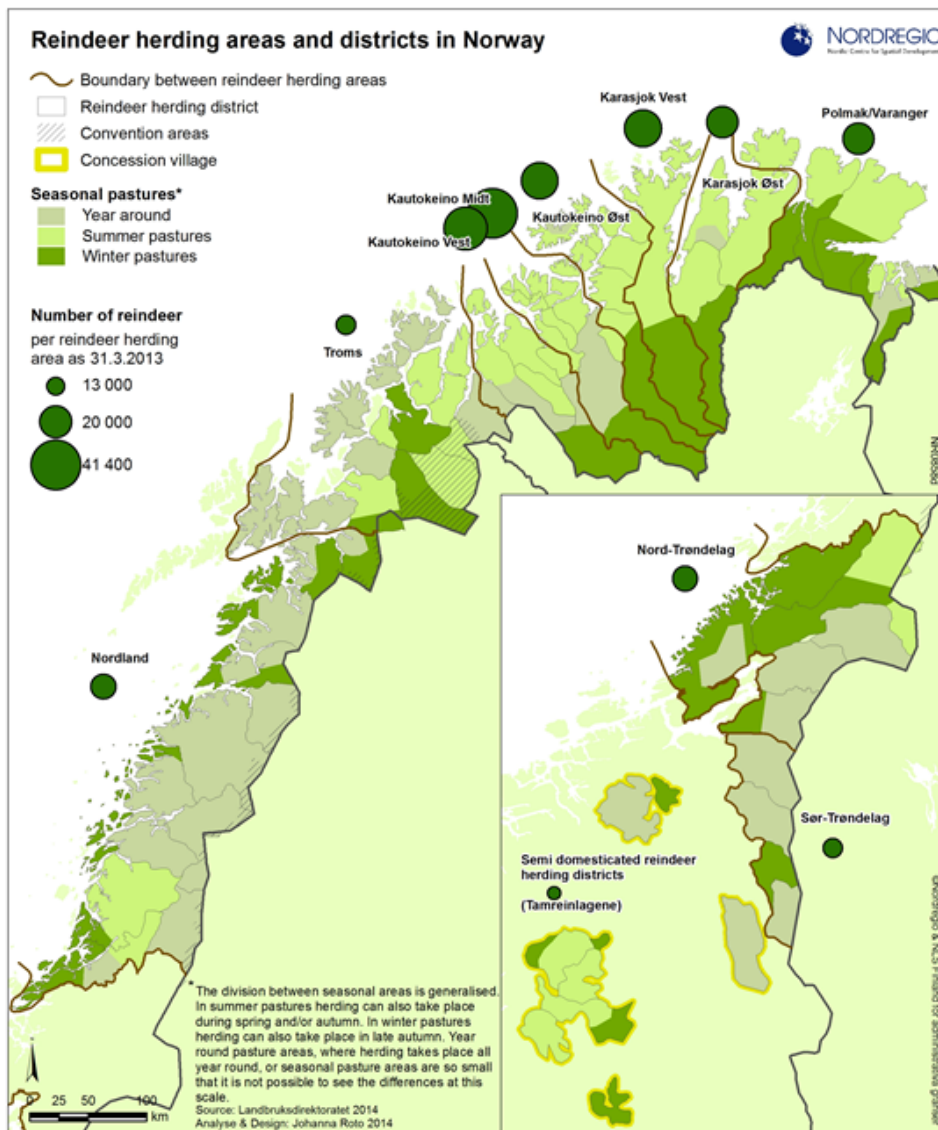 Reindeer herding areas and districts in Norway
NORDREGIO
Nordic Centre for Spatial Development
Boundary between reindeer herding areas
Reindeer herding district
Convention areas
Concession village
Seasonal pastures*
Year around
Summer pastures
Winter pastures
Number of reindeer
per reindeer herding
area as 31.3.2013
13 000
20 000
41 400
Karasjok Vest
Polmak/Varanger
Karasjok Øst
Kautokeino Midt
Kautokeino Øst
Kautokeino Vest
Troms
Nordland
NH0858d
Nord-Trøndelag
Sør-Trøndelag
Semi domesticated reindeer
herding districts
(Tamreinlagene)
* The division between seasonal areas is generalised.
In summer pastures herding can also take place
during spring and/or autumn. In winter pastures
herding can also take place in late autumn. Year
round pasture areas, where herding takes place all
year round, or seasonal pasture areas are so small
that it is not possible to see the differences at this
scale.
Source: Landbruksdirektoratet 2014
Analyse & Design: Johanna Roto 2014
0 25 50 100
km
©Nordregio & NLS Finland for administrative